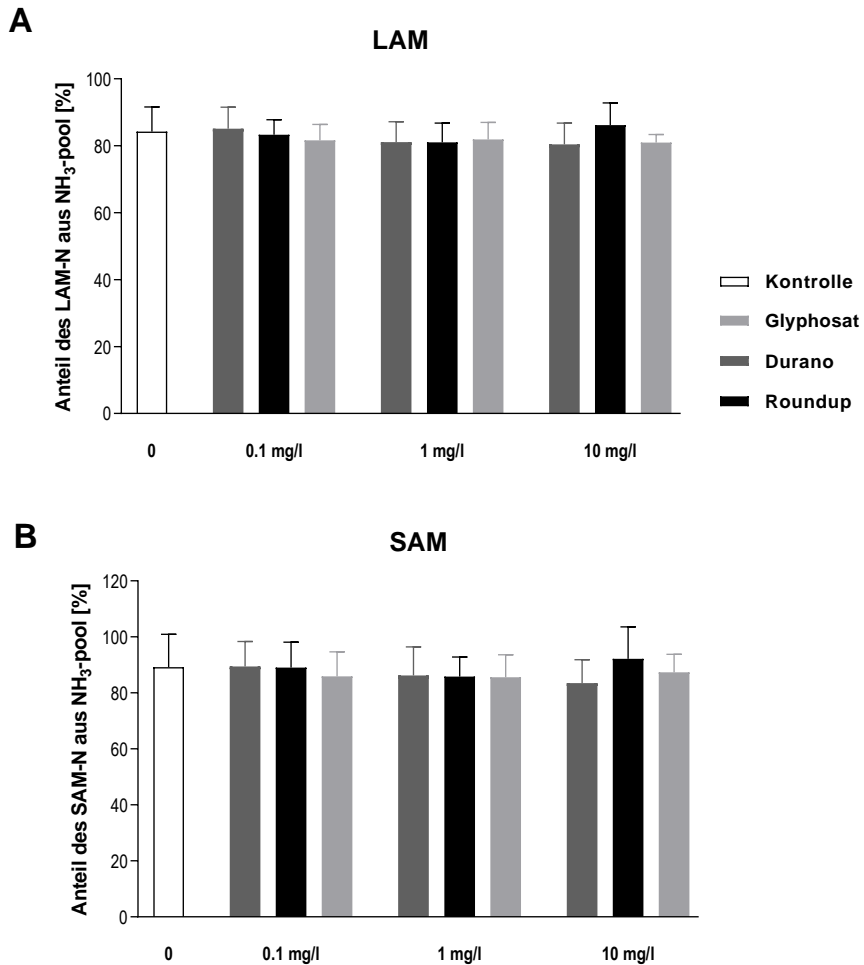 A
LAM
Anteil des LAM-N aus NH₃-pool [%]
100
80
60
40
20
0
0 0.1 mg/l 1 mg/l 10 mg/l
Kontrolle
Glyphosat
Durano
Roundup
B
SAM
Anteil des SAM-N aus NH₃-pool [%]
120
100
80
60
40
20
0
0 0.1 mg/l 1 mg/l 10 mg/l